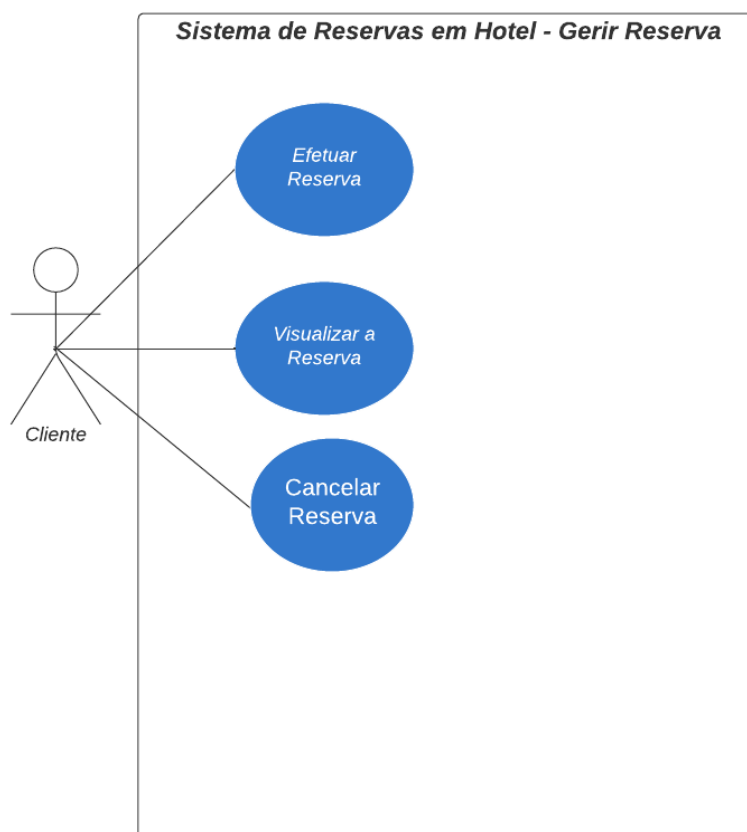 Sistema de Reservas em Hotel - Gerir Reserva
Efetuar
Reserva
Visualizar a
Reserva
Cliente
Cancelar
Reserva